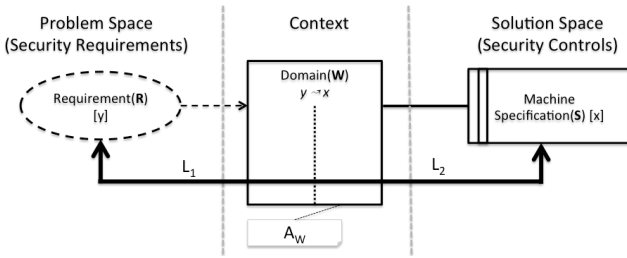 Problem Space
(Security Requirements)
Context
Solution Space
(Security Controls)
Requirement(R)
[y]
Domain(W)
y → x
Machine
Specification(S) [x]
L1
L2
AW